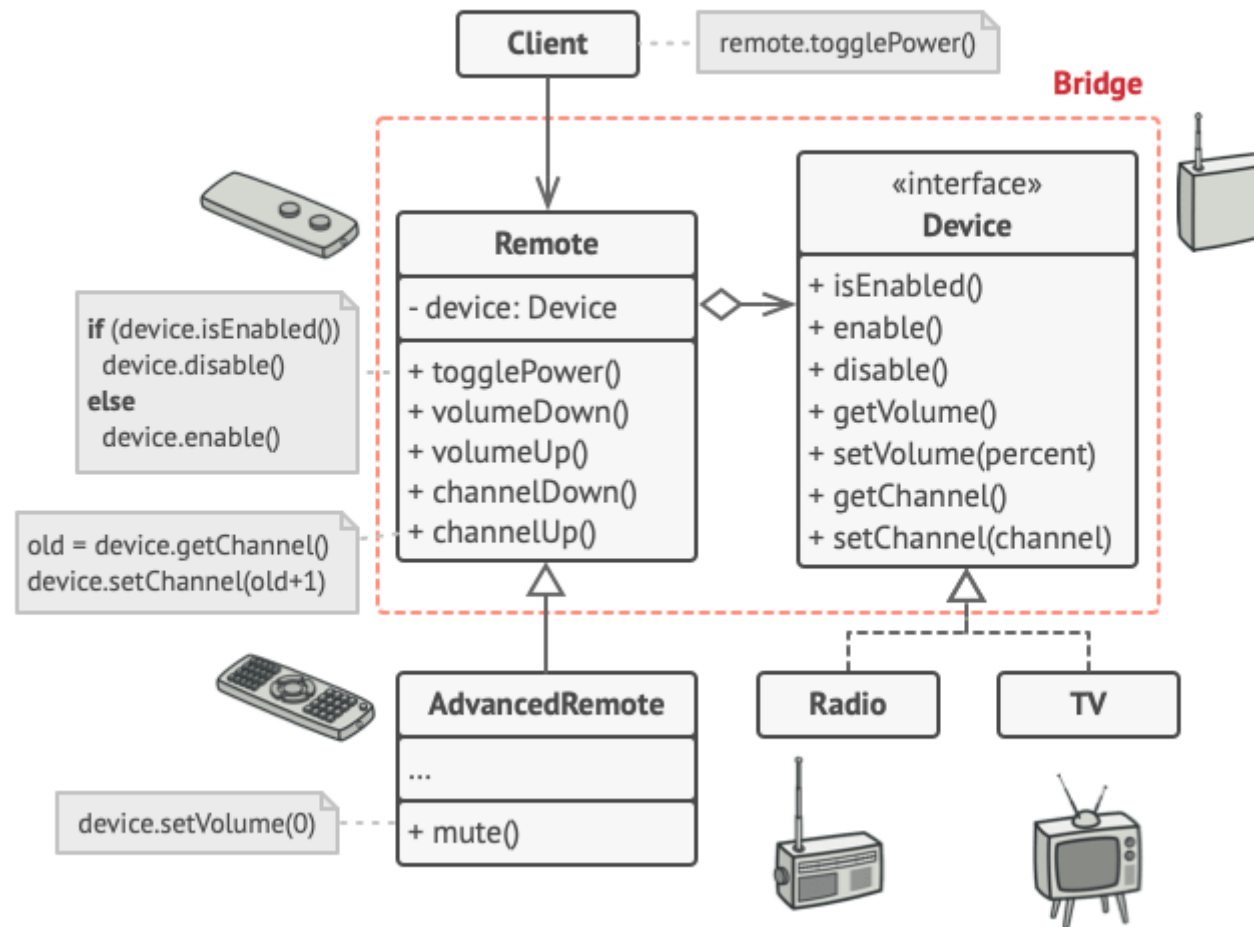 Client
remote.togglePower()
Bridge
«interface»
Device
+ isEnabled()
+ enable()
+ disable()
+ getVolume()
+ setVolume(percent)
+ getChannel()
+ setChannel(channel)
Remote
- device: Device
+ togglePower()
+ volumeDown()
+ volumeUp()
+ channelDown()
+ channelUp()
if (device.isEnabled())
device.disable()
else
device.enable()
old = device.getChannel()
device.setChannel(old+1)
AdvancedRemote
...
+ mute()
device.setVolume(0)
Radio
TV